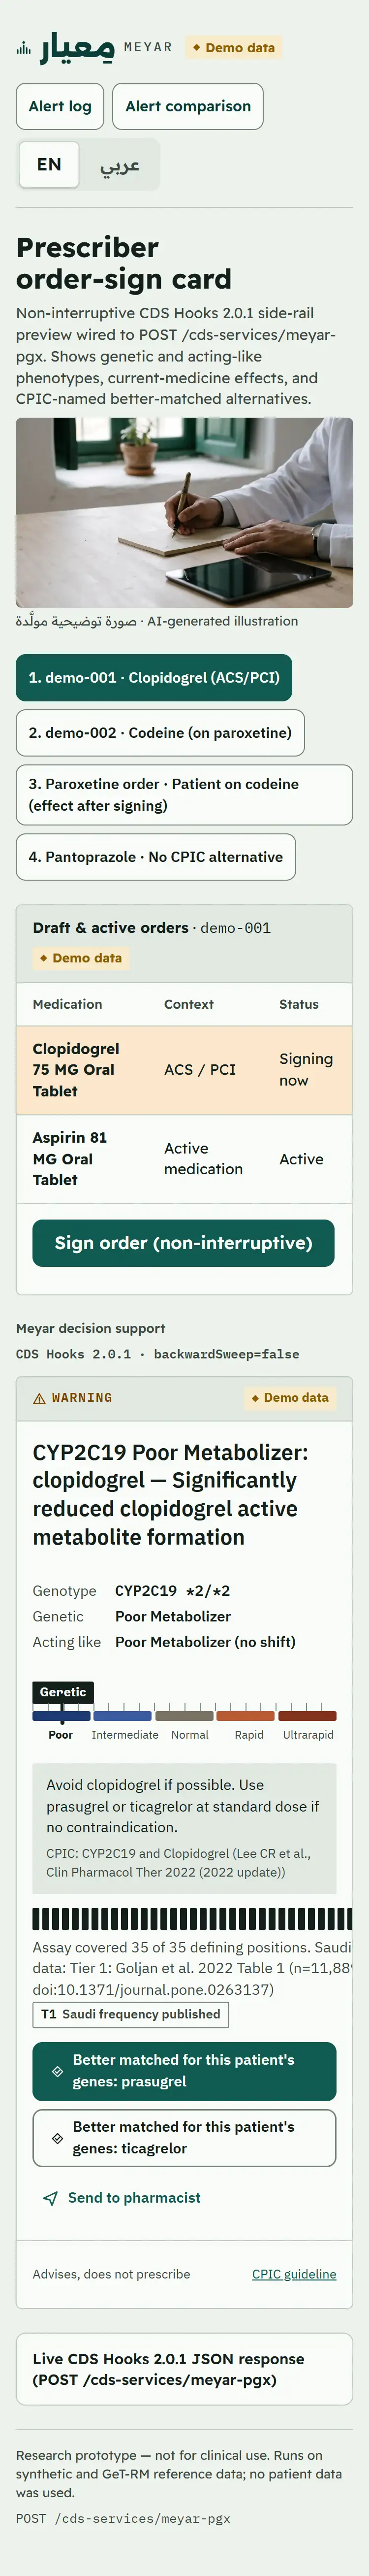 مِعيار MEYAR ◆ Demo data
Alert log Alert comparison
EN عربي
Prescriber
order-sign card
Non-interruptive CDS Hooks 2.0.1 side-rail
preview wired to POST /cds-services/meyar-
pgx. Shows genetic and acting-like
phenotypes, current-medicine effects, and
CPIC-named better-matched alternatives.
صورة توضيحية مولَّدة · AI-generated illustration
1. demo-001 · Clopidogrel (ACS/PCI)
2. demo-002 · Codeine (on paroxetine)
3. Paroxetine order · Patient on codeine
(effect after signing)
4. Pantoprazole · No CPIC alternative
Draft & active orders · demo-001
◆ Demo data
Medication Context Status
Clopidogrel
75 MG Oral
Tablet
ACS / PCI
Signing
now
Aspirin 81
MG Oral
Tablet
Active
medication
Active
Sign order (non-interruptive)
Meyar decision support
CDS Hooks 2.0.1 · backwardSweep=false
WARNING ◆ Demo data
CYP2C19 Poor Metabolizer:
clopidogrel — Significantly
reduced clopidogrel active
metabolite formation
Genotype CYP2C19 *2/*2
Genetic Poor Metabolizer
Acting like Poor Metabolizer (no shift)
Genetic
Poor Intermediate Normal Rapid Ultrarapid
Avoid clopidogrel if possible. Use
prasugrel or ticagrelor at standard dose if
no contraindication.
CPIC: CYP2C19 and Clopidogrel (Lee CR et al.,
Clin Pharmacol Ther 2022 (2022 update))
Assay covered 35 of 35 defining positions. Saudi
data: Tier 1: Goljan et al. 2022 Table 1 (n=11,889
doi:10.1371/journal.pone.0263137)
T1 Saudi frequency published
Better matched for this patient's
genes: prasugrel
Better matched for this patient's
genes: ticagrelor
Send to pharmacist
Advises, does not prescribe CPIC guideline
Live CDS Hooks 2.0.1 JSON response
(POST /cds-services/meyar-pgx)
Research prototype — not for clinical use. Runs on
synthetic and GeT-RM reference data; no patient data
was used.
POST /cds-services/meyar-pgx